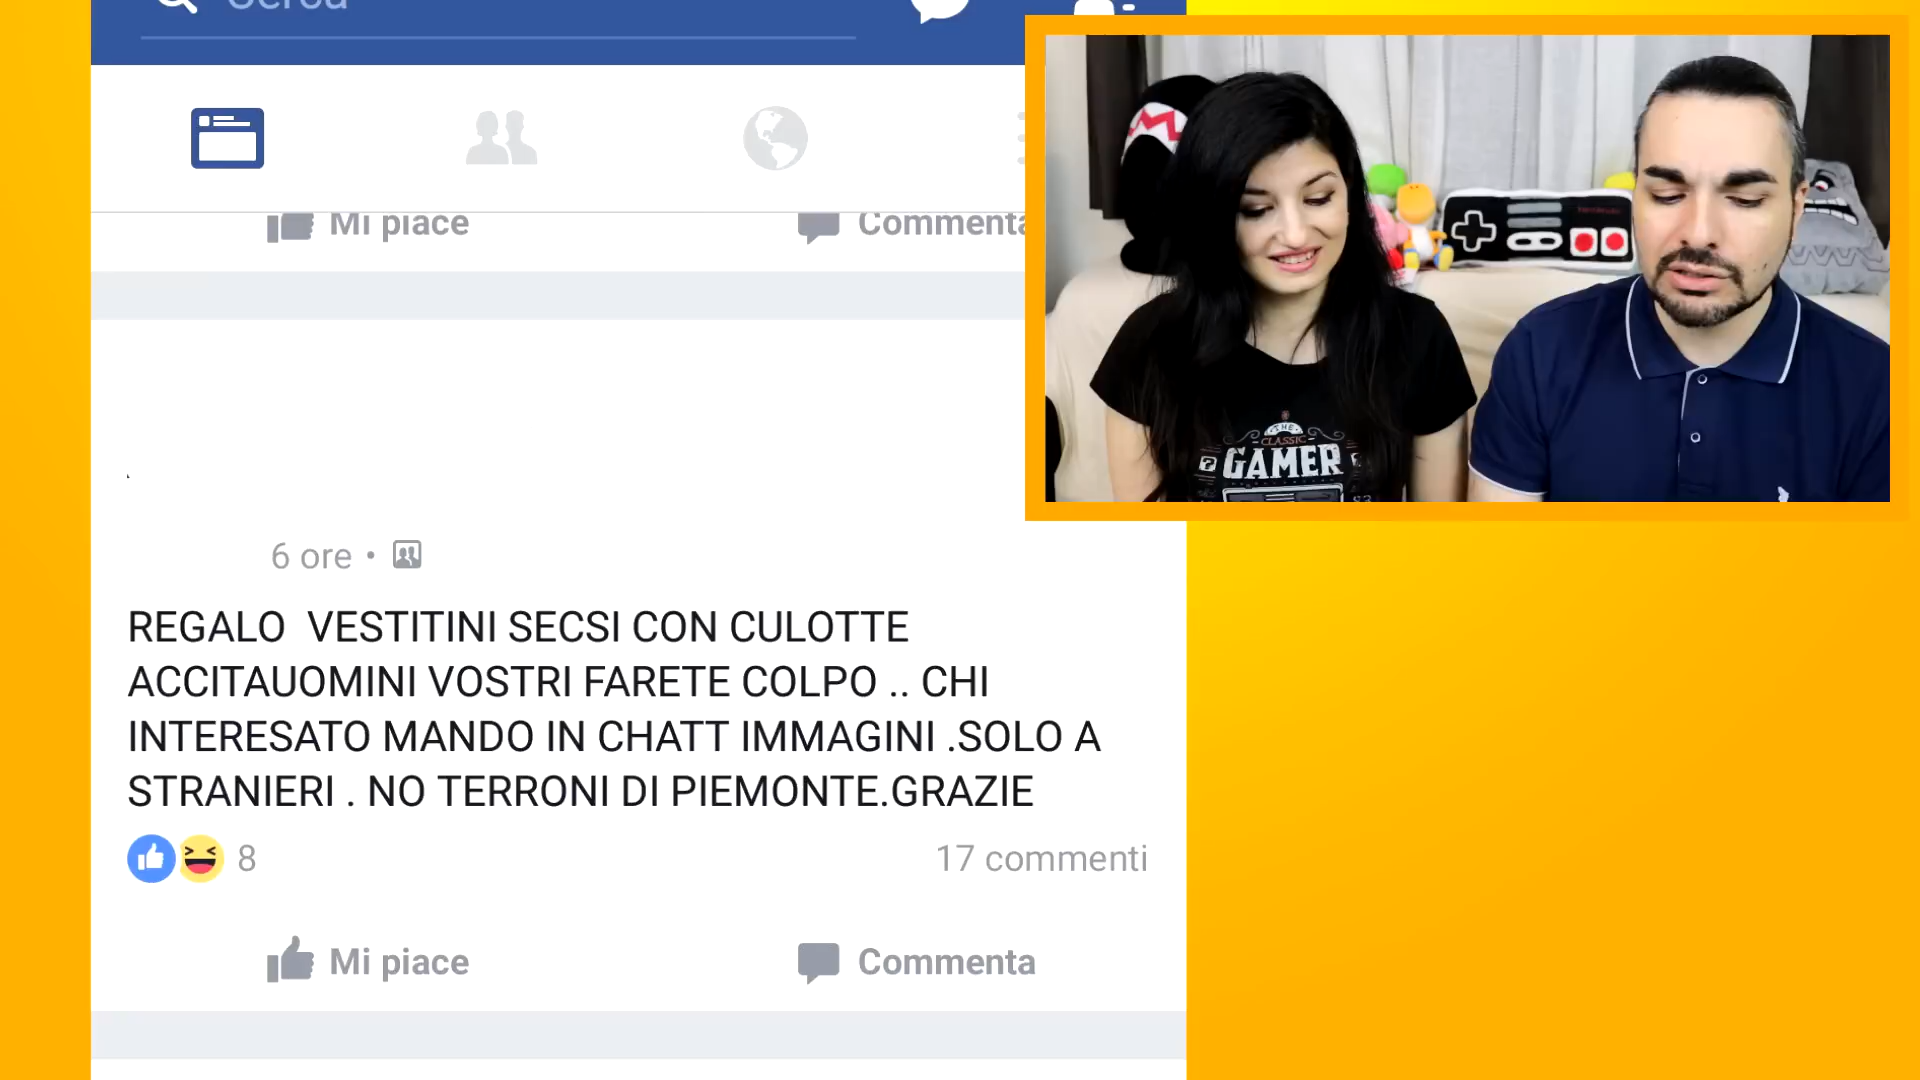 Cerca
Mi piace
Commenta
6 ore
REGALO VESTITINI SECSI CON CULOTTE
ACCITAUOMINI VOSTRI FARETE COLPO .. CHI
INTERESATO MANDO IN CHATT IMMAGINI .SOLO A
STRANIERI . NO TERRONI DI PIEMONTE.GRAZIE
8
17 commenti
Mi piace
Commenta
THE
CLASSIC
GAMER